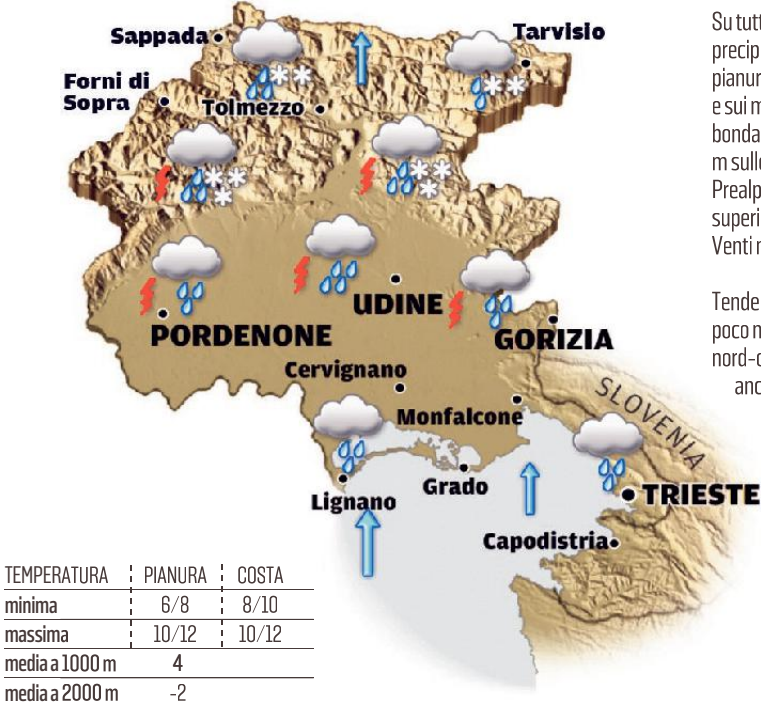 Sappada
Tarvisio
Forni di
Sopra
Tolmezzo
UDINE
PORDENONE
GORIZIA
Cervignano
Monfalcone
SLOVENIA
Grado
Lignano
TRIESTE
Capodistria
TEMPERATURA PIANURA COSTA
minima 6/8 8/10
massima 10/12 10/12
media a 1000 m 4
media a 2000 m -2
Su tutt
precip
pianur
e sui m
bonda
m sull
Prealp
superi
Venti
Tende
poco
nord-
anc